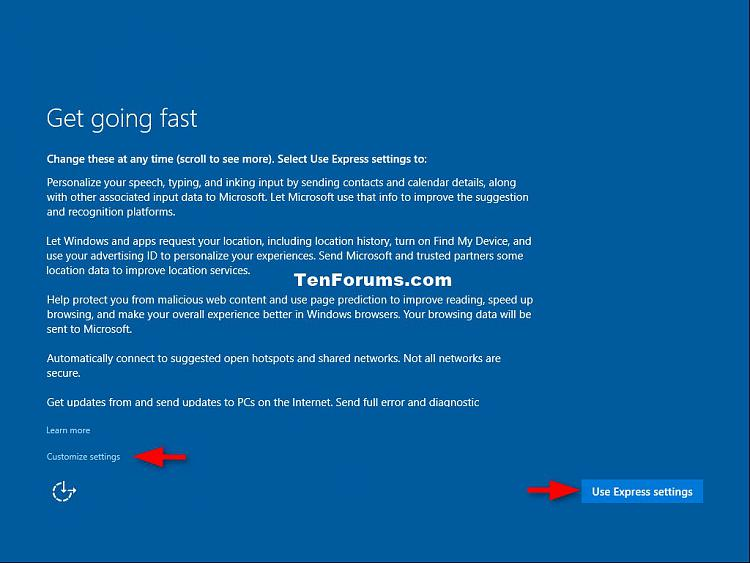 Get going fast
Change these at any time (scroll to see more). Select Use Express settings to:
Personalize your speech, typing, and inking input by sending contacts and calendar details, along
with other associated input data to Microsoft. Let Microsoft use that info to improve the suggestion
and recognition platforms.
Let Windows and apps request your location, including location history, turn on Find My Device, and
use your advertising ID to personalize your experiences. Send Microsoft and trusted partners some
location data to improve location services.
TenForums.com
Help protect you from malicious web content and use page prediction to improve reading, speed up
browsing, and make your overall experience better in Windows browsers. Your browsing data will be
sent to Microsoft.
Automatically connect to suggested open hotspots and shared networks. Not all networks are
secure.
Get updates from and send updates to PCs on the Internet. Send full error and diagnostic
Learn more
Customize settings
Use Express settings